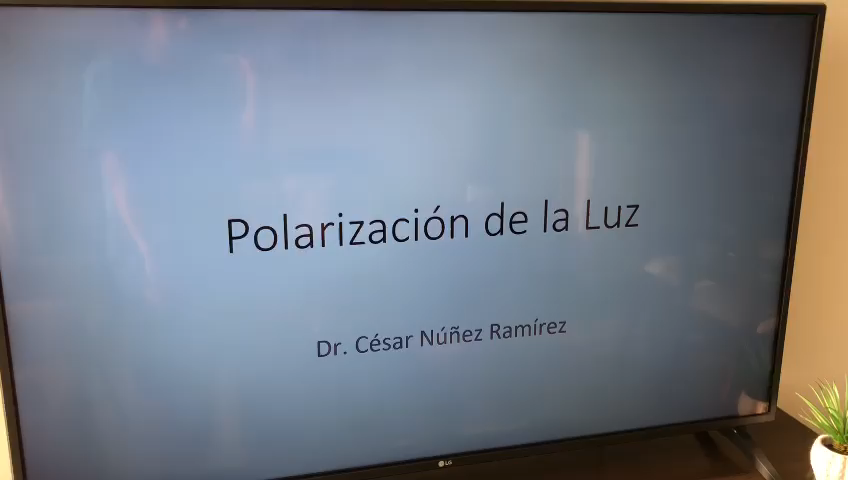 Polarización de la Luz
Dr. César Núñez Ramírez
LG